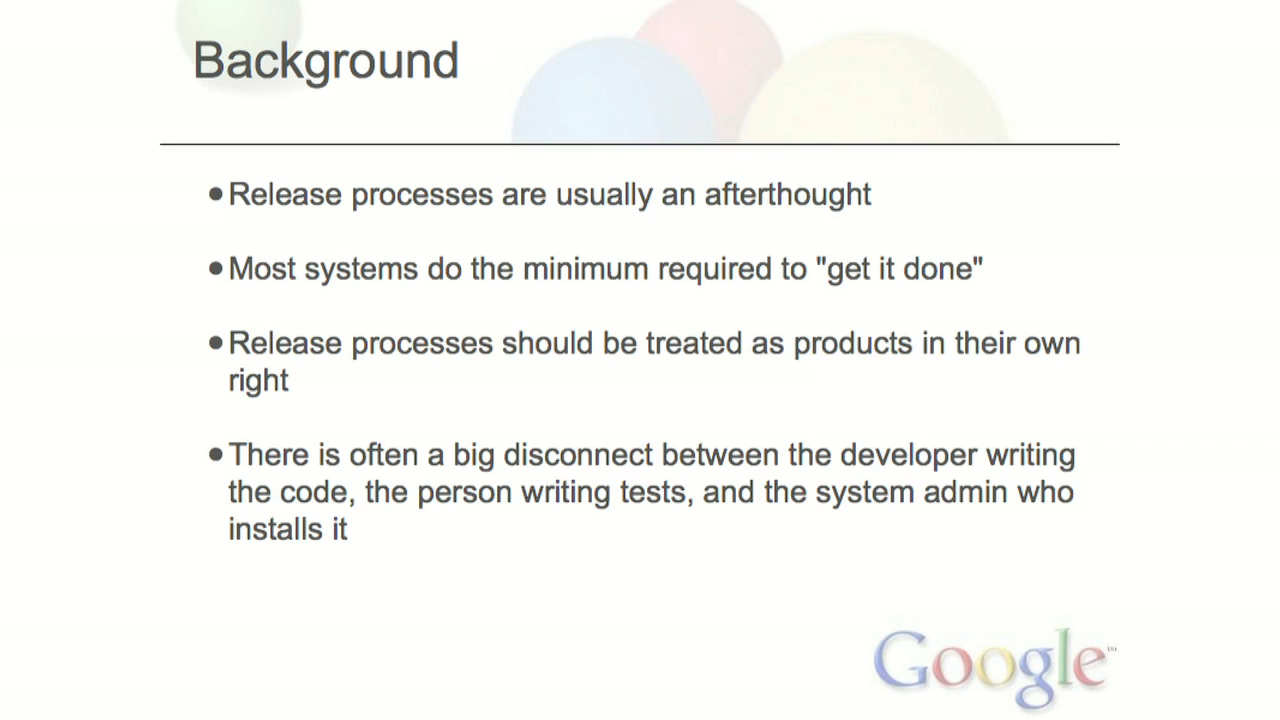 Background
•Release processes are usually an afterthought
•Most systems do the minimum required to "get it done"
•Release processes should be treated as products in their own
right
•There is often a big disconnect between the developer writing
the code, the person writing tests, and the system admin who
installs it
Google™